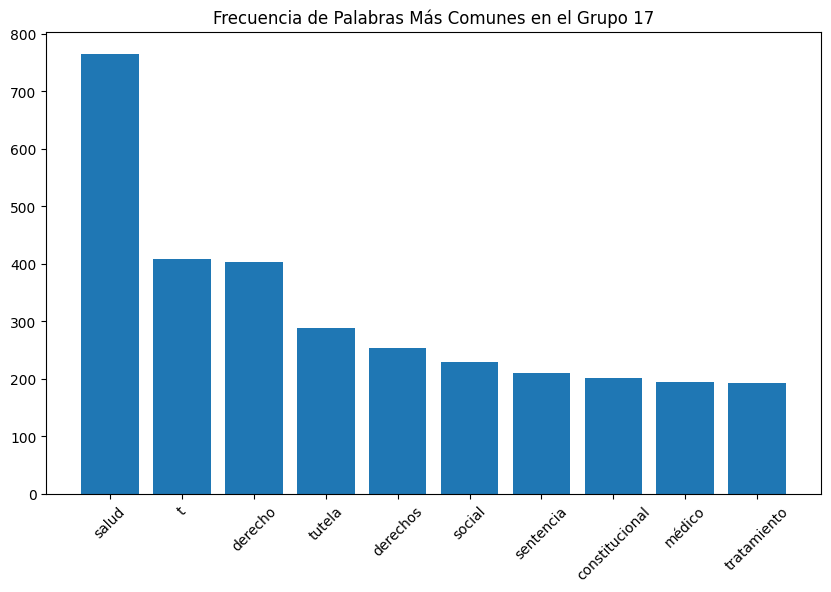 Frecuencia de Palabras Más Comunes en el Grupo 17
800
700
600
500
400
300
200
100
0
salud
t
derecho
tutela
derechos
social
sentencia
constitucional
médico
tratamiento